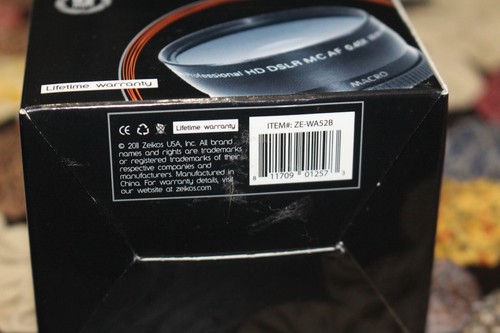 Professional HD DSLR MC AF 0.45X
MACRO
Lifetime warranty
CE Lifetime warranty
© 2011 Zeikos USA, Inc. All brand
names and rights are trademarks
or registered trademarks of their
respective companies and
manufacturers. Manufactured in
China. For warranty details, visit
our website at zeikos.com
ITEM#: ZE-WA52B
8 11709 01257 3